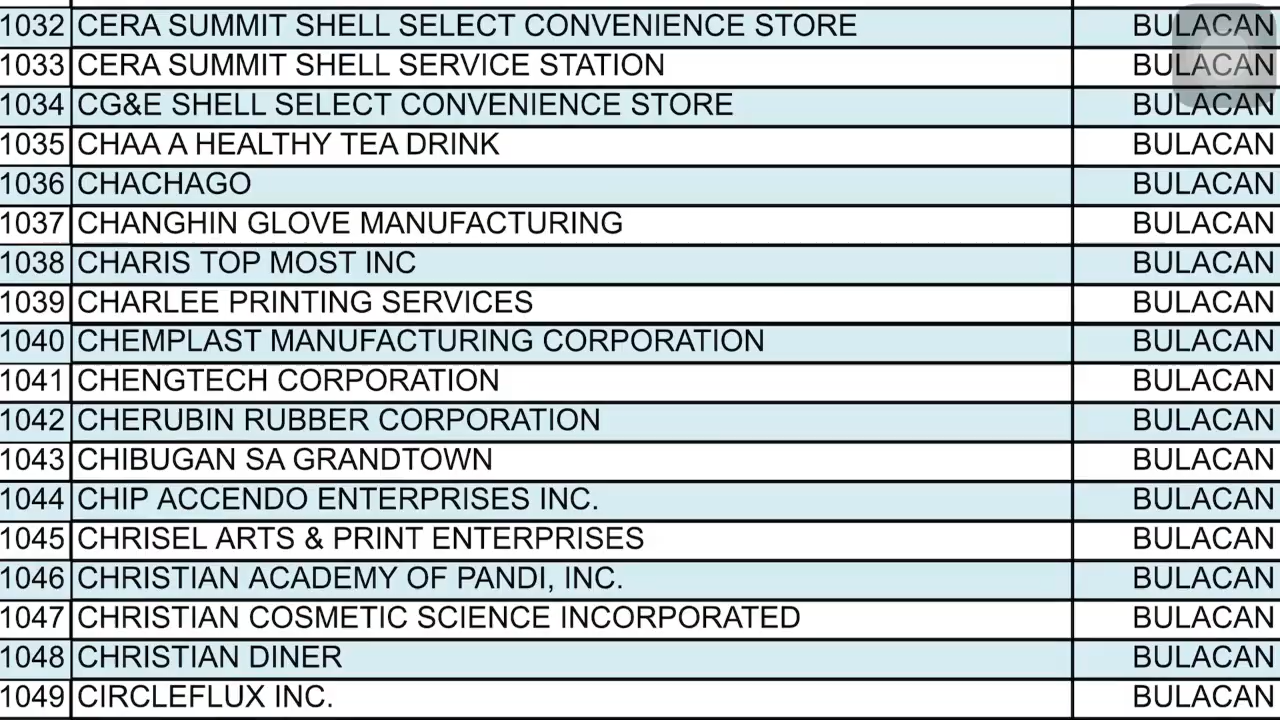 1032 CERA SUMMIT SHELL SELECT CONVENIENCE STORE BULACAN
1033 CERA SUMMIT SHELL SERVICE STATION BULACAN
1034 CG&E SHELL SELECT CONVENIENCE STORE BULACAN
1035 CHAA A HEALTHY TEA DRINK BULACAN
1036 CHACHAGO BULACAN
1037 CHANGHIN GLOVE MANUFACTURING BULACAN
1038 CHARIS TOP MOST INC BULACAN
1039 CHARLEE PRINTING SERVICES BULACAN
1040 CHEMPLAST MANUFACTURING CORPORATION BULACAN
1041 CHENGTECH CORPORATION BULACAN
1042 CHERUBIN RUBBER CORPORATION BULACAN
1043 CHIBUGAN SA GRANDTOWN BULACAN
1044 CHIP ACCENDO ENTERPRISES INC. BULACAN
1045 CHRISEL ARTS & PRINT ENTERPRISES BULACAN
1046 CHRISTIAN ACADEMY OF PANDI, INC. BULACAN
1047 CHRISTIAN COSMETIC SCIENCE INCORPORATED BULACAN
1048 CHRISTIAN DINER BULACAN
1049 CIRCLEFLUX INC. BULACAN